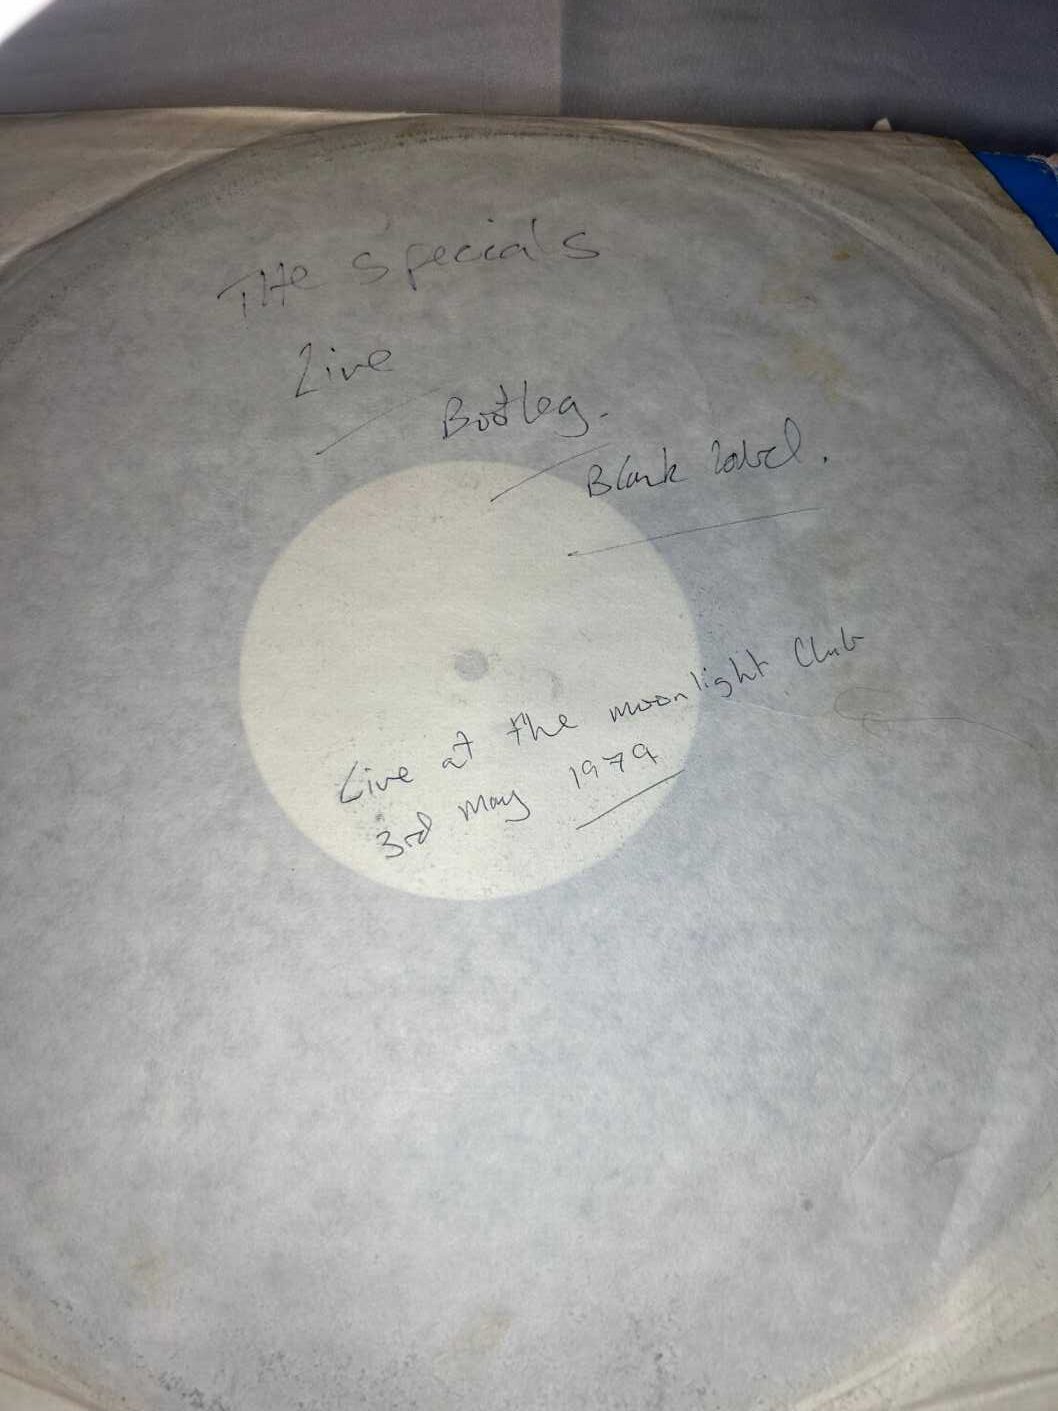 THe Specials
Live
Bootleg.
Blank label.
Live at the moonlight Club
3rd May 1979